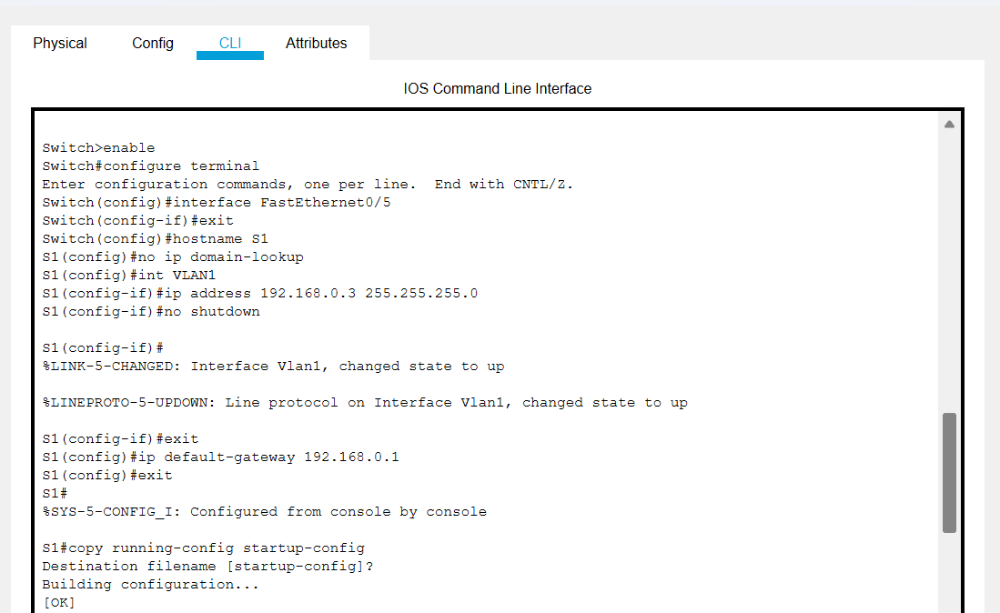 Physical Config CLI Attributes
IOS Command Line Interface
Switch>enable
Switch#configure terminal
Enter configuration commands, one per line.  End with CNTL/Z.
Switch(config)#interface FastEthernet0/5
Switch(config-if)#exit
Switch(config)#hostname S1
S1(config)#no ip domain-lookup
S1(config)#int VLAN1
S1(config-if)#ip address 192.168.0.3 255.255.255.0
S1(config-if)#no shutdown
S1(config-if)#
%LINK-5-CHANGED: Interface Vlan1, changed state to up
%LINEPROTO-5-UPDOWN: Line protocol on Interface Vlan1, changed state to up
S1(config-if)#exit
S1(config)#ip default-gateway 192.168.0.1
S1(config)#exit
S1#
%SYS-5-CONFIG_I: Configured from console by console
S1#copy running-config startup-config
Destination filename [startup-config]?
Building configuration...
[OK]